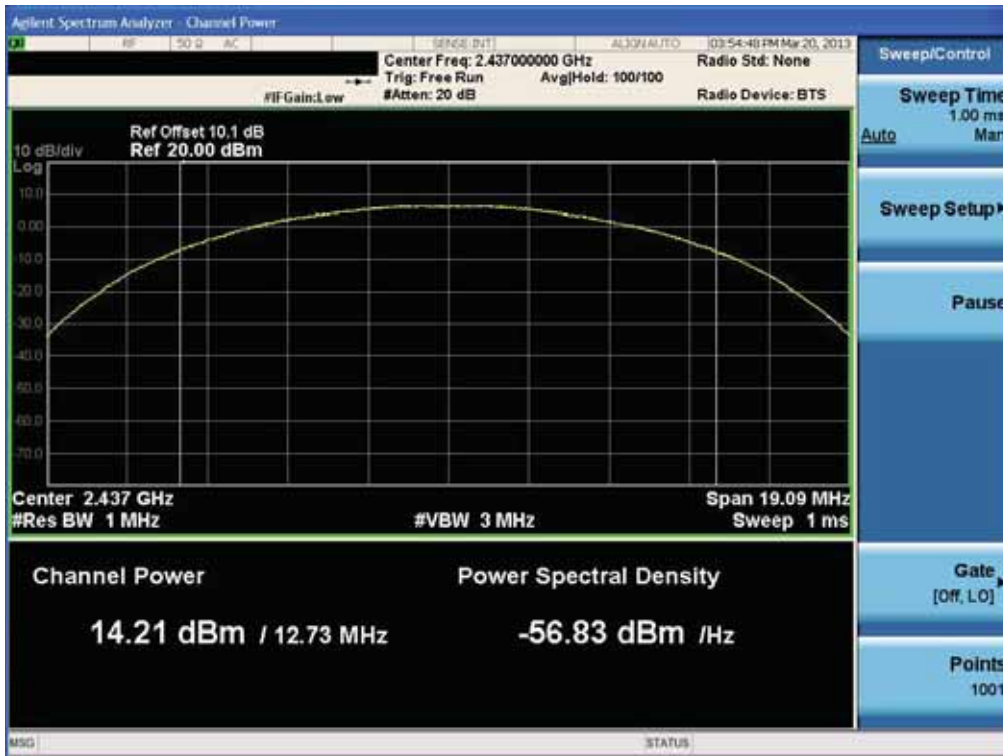 Agilent Spectrum Analyzer - Channel Power
RF 50 Ω AC SENSE:INT ALIGN AUTO 03:54:48 PM Mar 20, 2013
Center Freq: 2.437000000 GHz Radio Std: None
Trig: Free Run Avg|Hold: 100/100
#IFGain:Low #Atten: 20 dB Radio Device: BTS
Ref Offset 10.1 dB
10 dB/div Ref 20.00 dBm
Log
10.0
0.00
-10.0
-20.0
-30.0
-40.0
-50.0
-60.0
-70.0
Center 2.437 GHz Span 19.09 MHz
#Res BW 1 MHz #VBW 3 MHz Sweep 1 ms
Channel Power Power Spectral Density
14.21 dBm / 12.73 MHz -56.83 dBm /Hz
MSG STATUS
Sweep/Control
Sweep Time
1.00 ms
Auto Man
Sweep Setup
Pause
Gate
[Off, LO]
Points
1001